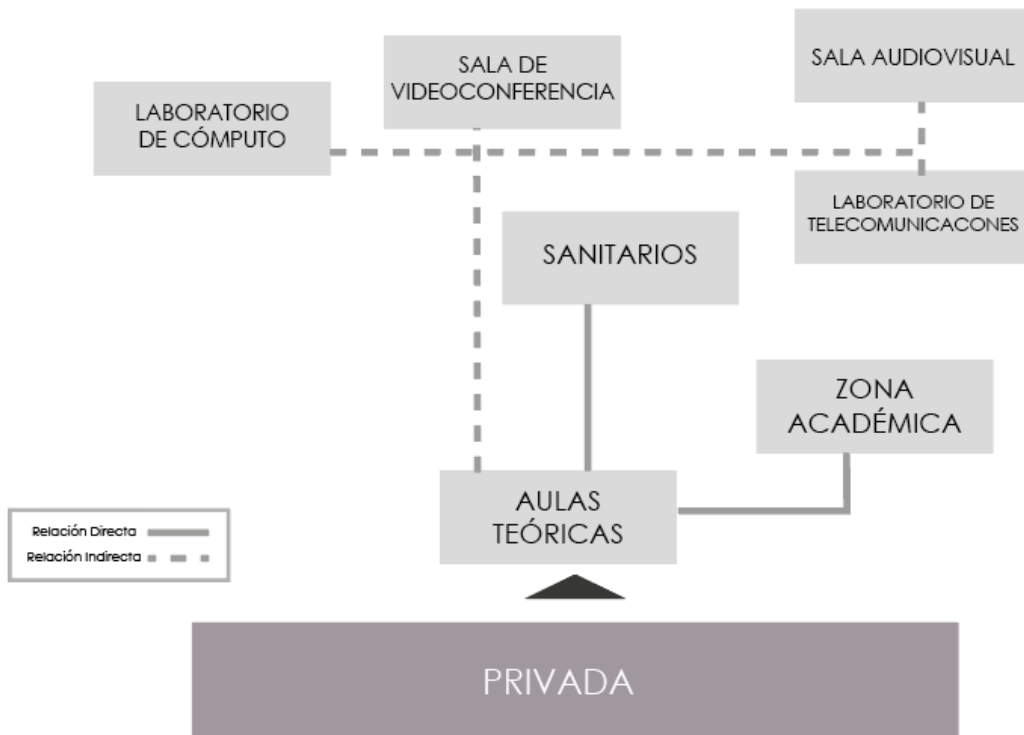 SALA DE
VIDEOCONFERENCIA
SALA AUDIOVISUAL
LABORATORIO
DE CÓMPUTO
LABORATORIO DE
TELECOMUNICACONES
SANITARIOS
ZONA
ACADÉMICA
AULAS
TEÓRICAS
Relación Directa
Relación Indirecta
PRIVADA